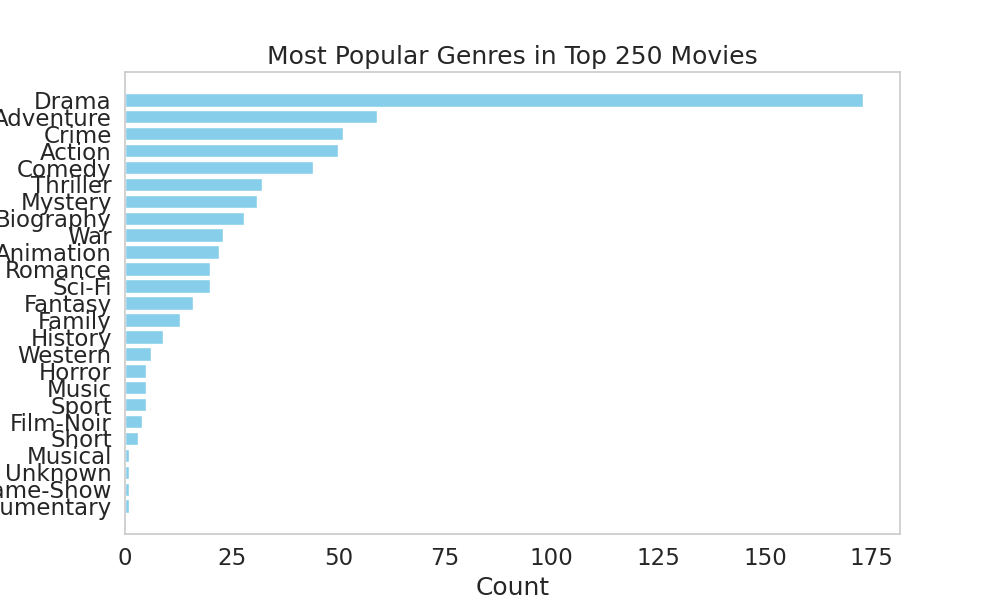 Most Popular Genres in Top 250 Movies
Drama
Adventure
Crime
Action
Comedy
Thriller
Mystery
Biography
War
Animation
Romance
Sci-Fi
Fantasy
Family
History
Western
Horror
Music
Sport
Film-Noir
Short
Musical
Unknown
ame-Show
umentary
0 25 50 75 100 125 150 175
Count